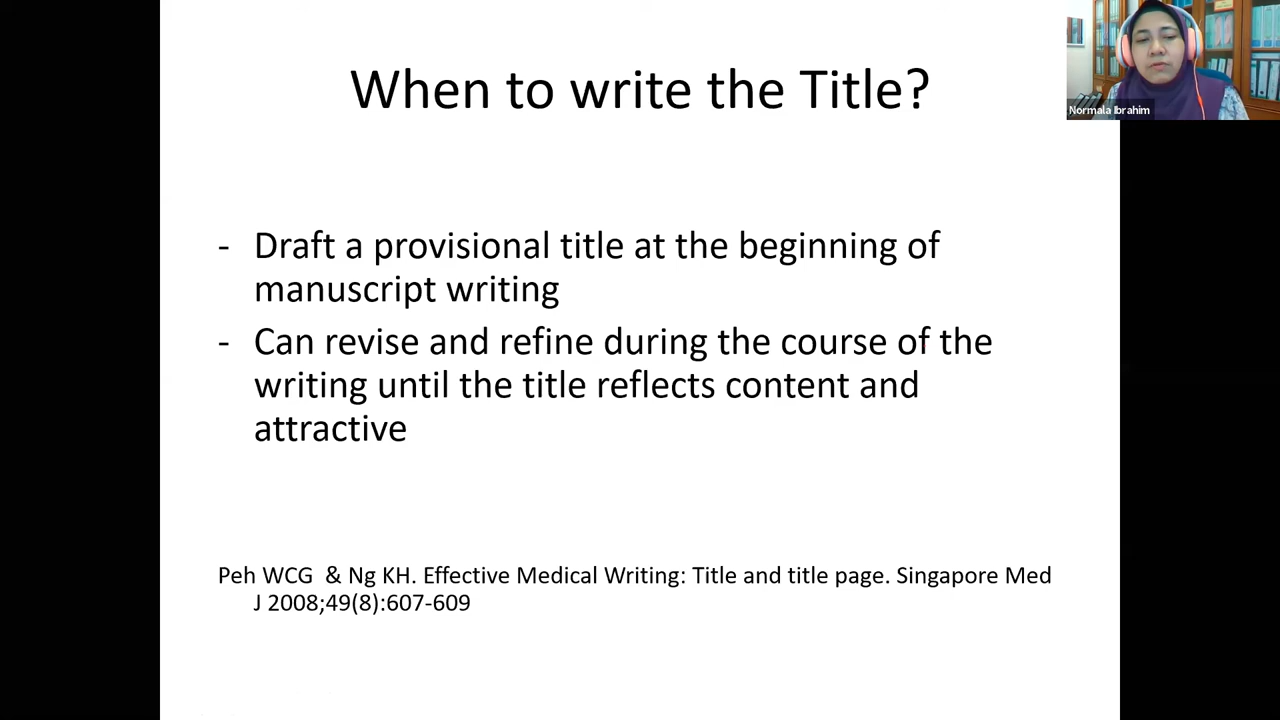 When to write the Title?
Normala Ibrahim
- Draft a provisional title at the beginning of
manuscript writing
- Can revise and refine during the course of the
writing until the title reflects content and
attractive
Peh WCG & Ng KH. Effective Medical Writing: Title and title page. Singapore Med
J 2008;49(8):607-609